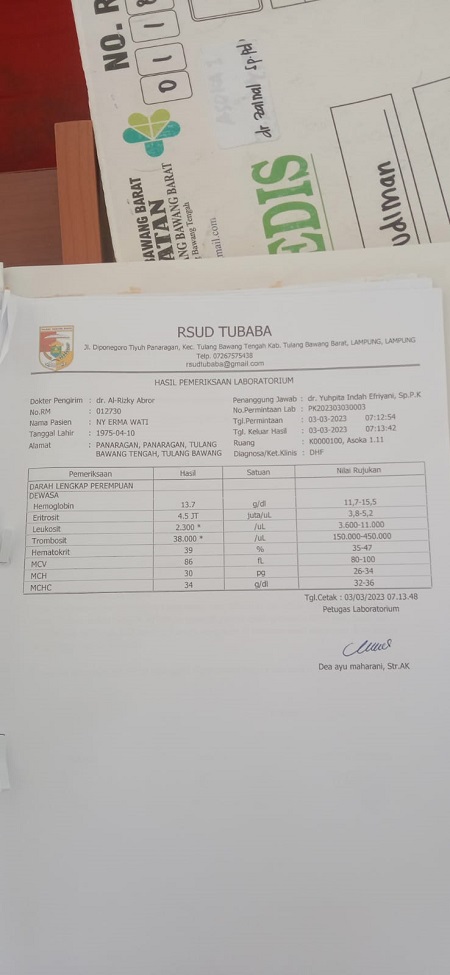 NO. R
0 1 1 8
dr zainal Sp.Pd
BAWANG BARAT
ATAN
NG BAWANG BARAT
Bawang Tengah
mail.com
EDIS
udiman
RSUD TUBABA
Jl. Diponegoro Tiyuh Panaragan, Kec. Tulang Bawang Tengah Kab. Tulang Bawang Barat, LAMPUNG, LAMPUNG
Telp. 07267575438
rsudtubaba@gmail.com
HASIL PEMERIKSAAN LABORATORIUM
Dokter Pengirim : dr. Al-Rizky Abror Penanggung Jawab : dr. Yuhpita Indah Efriyani, Sp.P.K
No.RM : 012730 No.Permintaan Lab : PK202303030003
Nama Pasien : NY ERMA WATI Tgl.Permintaan : 03-03-2023 07:12:54
Tanggal Lahir : 1975-04-10 Tgl. Keluar Hasil : 03-03-2023 07:13:42
Alamat : PANARAGAN, PANARAGAN, TULANG Ruang : K0000100, Asoka 1.11
BAWANG TENGAH, TULANG BAWANG Diagnosa/Ket.Klinis : DHF
Pemeriksaan Hasil Satuan Nilai Rujukan
DARAH LENGKAP PEREMPUAN
DEWASA
Hemoglobin 13.7 g/dl 11,7-15,5
Eritrosit 4.5 JT juta/uL 3,8-5,2
Leukosit 2.300 * /uL 3.600-11.000
Trombosit 38.000 * /uL 150.000-450.000
Hematokrit 39 % 35-47
MCV 86 fL 80-100
MCH 30 pg 26-34
MCHC 34 g/dl 32-36
Tgl.Cetak : 03/03/2023 07.13.48
Petugas Laboratorium
Dea ayu maharani, Str.AK